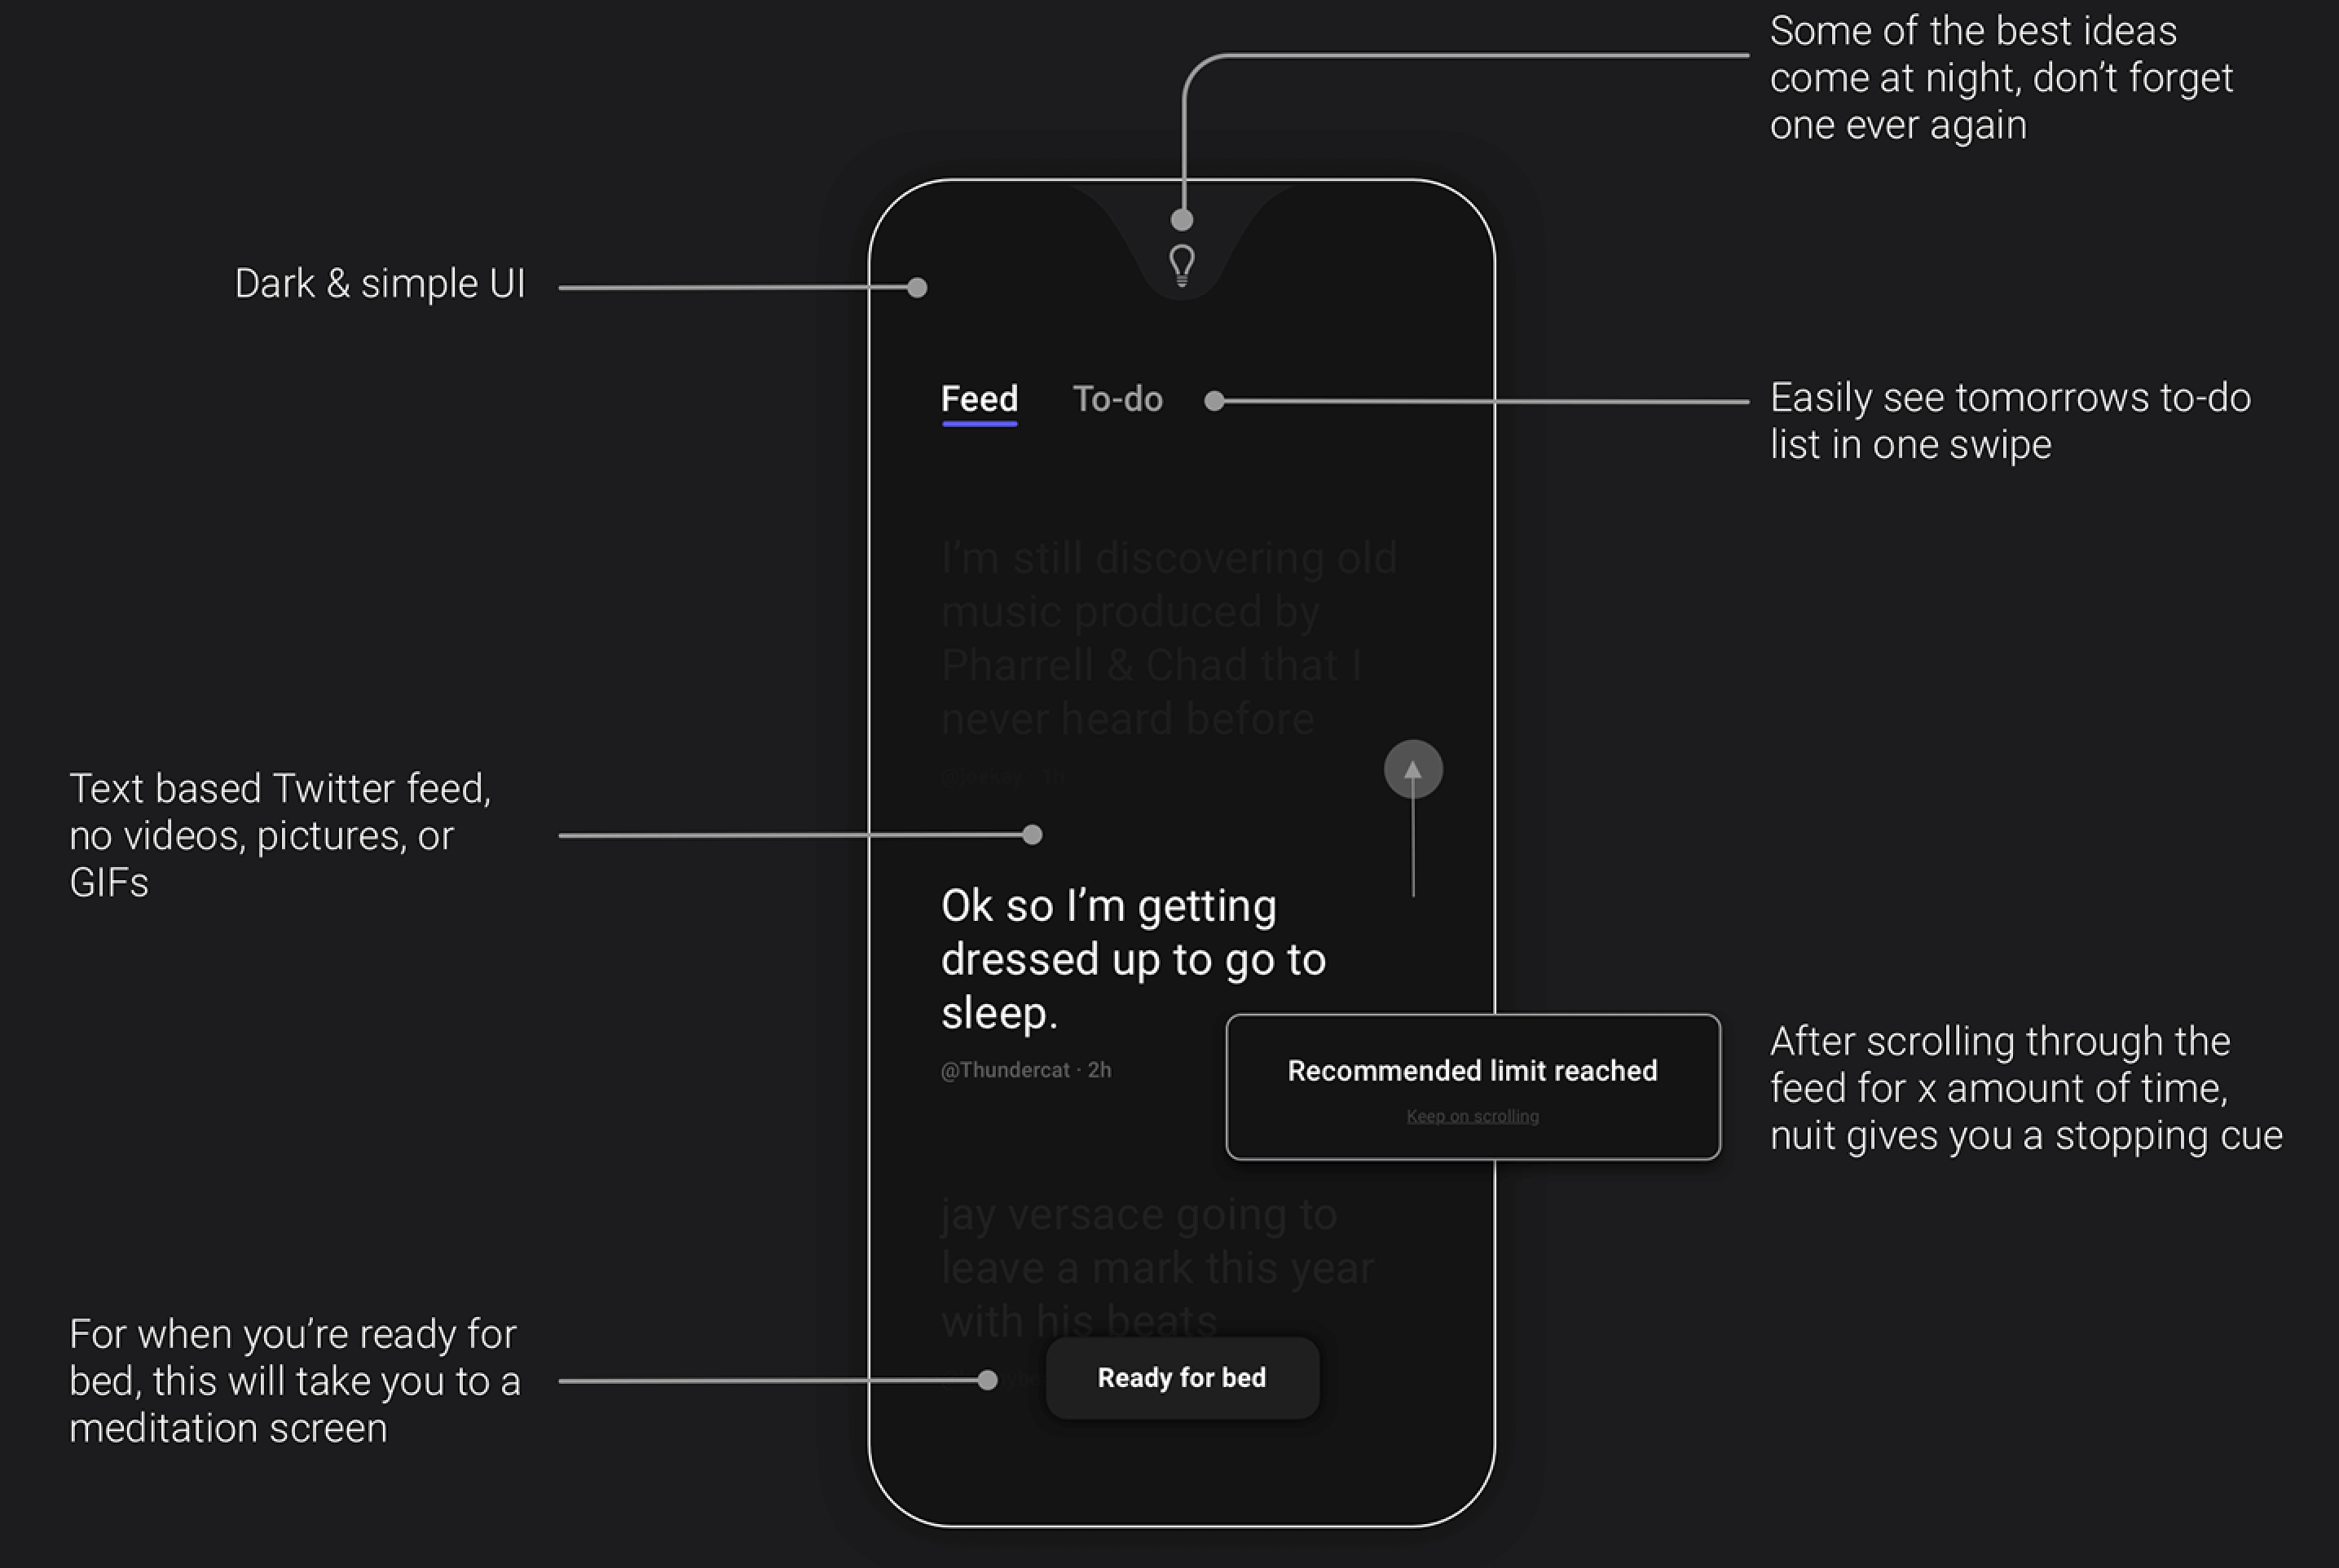 Some of the best ideas
come at night, don't forget
one ever again
Dark & simple UI
Feed
To-do
Easily see tomorrows to-do
list in one swipe
I'm still discovering old
music produced by
Pharrell & Chad that I
never heard before
Text based Twitter feed,
no videos, pictures, or
GIFs
Ok so I'm getting
dressed up to go to
sleep.
@Thundercat · 2h
Recommended limit reached
Keep on scrolling
After scrolling through the
feed for x amount of time,
nuit gives you a stopping cue
jay versace going to
leave a mark this year
with his beats
For when you're ready for
bed, this will take you to a
meditation screen
Ready for bed